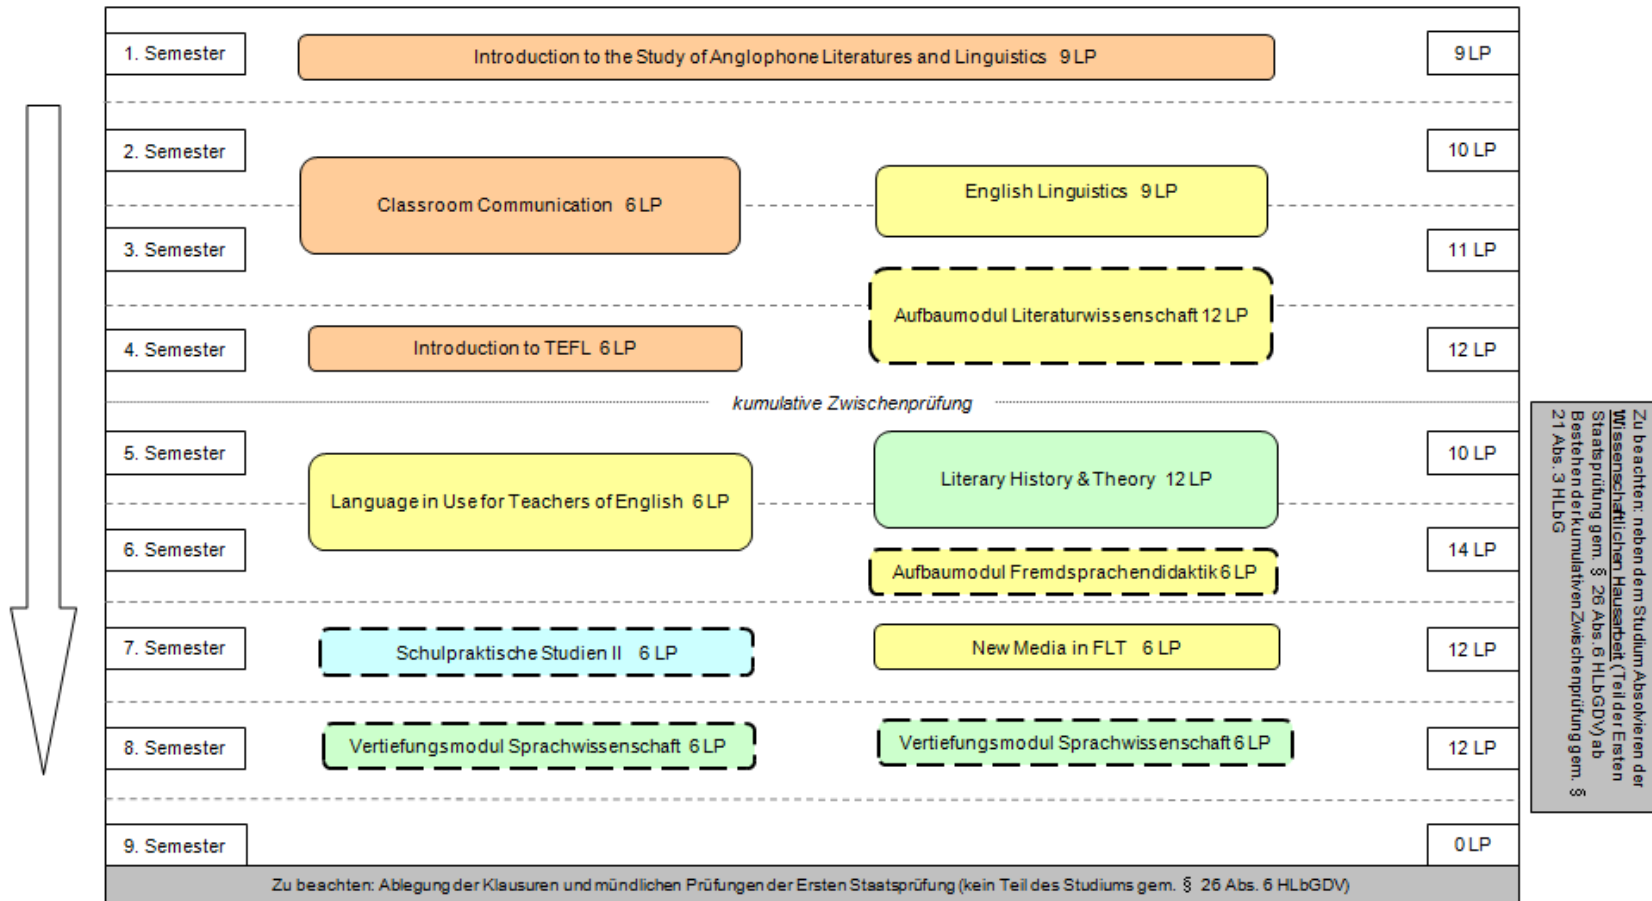 1. Semester
Introduction to the Study of Anglophone Literatures and Linguistics 9 LP
9 LP
2. Semester
10 LP
Classroom Communication 6 LP
English Linguistics 9 LP
3. Semester
11 LP
Aufbaumodul Literaturwissenschaft 12 LP
4. Semester
Introduction to TEFL 6 LP
12 LP
kumulative Zwischenprüfung
5. Semester
10 LP
Language in Use for Teachers of English 6 LP
Literary History & Theory 12 LP
6. Semester
14 LP
Aufbaumodul Fremdsprachendidaktik 6 LP
7. Semester
Schulpraktische Studien II 6 LP
New Media in FLT 6 LP
12 LP
8. Semester
Vertiefungsmodul Sprachwissenschaft 6 LP
Vertiefungsmodul Sprachwissenschaft 6 LP
12 LP
9. Semester
0 LP
Zu beachten: Ablegung der Klausuren und mündlichen Prüfungen der Ersten Staatsprüfung (kein Teil des Studiums gem. § 26 Abs. 6 HLbGDV)
Zu beachten: neben dem Studium Absolvieren der
Wissenschaftlichen Hausarbeit (Teil der Ersten
Staatsprüfung gem. § 26 Abs. 6 HLbGDV) ab
Bestehen der kumulativen Zwischenprüfung gem. §
21 Abs. 3 HLbG